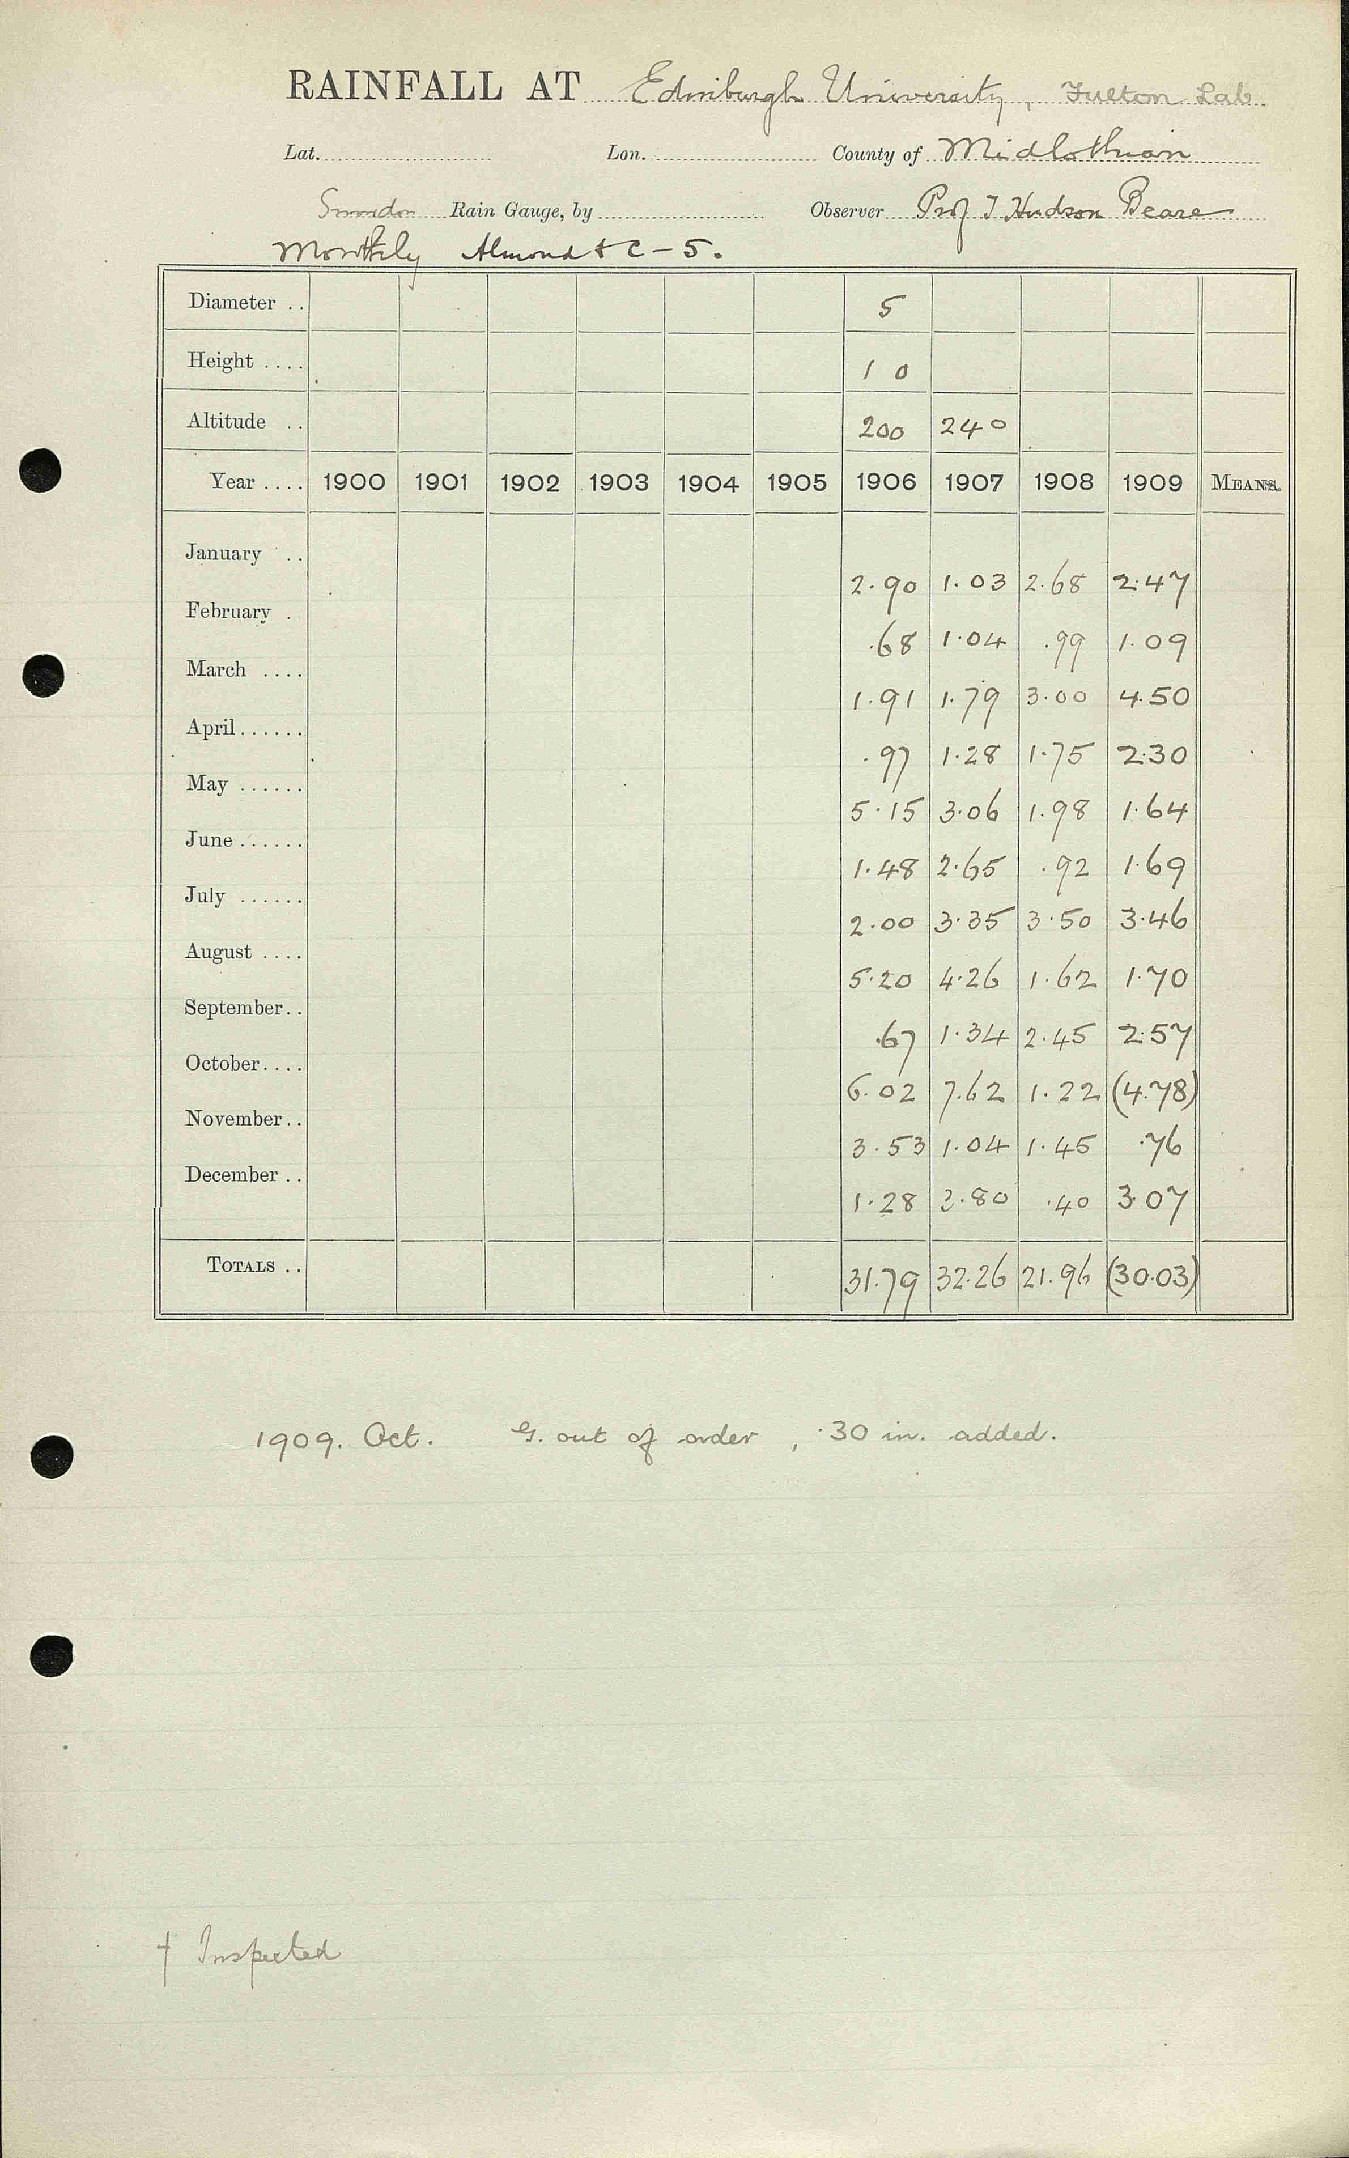 RAINFALL AT Edinburgh University, Fulton Lab.
Lat. Lon. County of Midlothian
Snowdon Rain Gauge, by Observer Prof T Hudson Beare
Monthly Almond & C - 5.
Diameter .. 5
Height .... 1 0
Altitude .. 200 240
Year .... 1900 1901 1902 1903 1904 1905 1906 1907 1908 1909 MEANS.
January .. 2.90 1.03 2.68 2.47
February . .68 1.04 .99 1.09
March .... 1.91 1.79 3.00 4.50
April...... .97 1.28 1.75 2.30
May ...... 5.15 3.06 1.98 1.64
June ...... 1.48 2.65 .92 1.69
July ...... 2.00 3.35 3.50 3.46
August .... 5.20 4.26 1.62 1.70
September.. .67 1.34 2.45 2.57
October.... 6.02 7.62 1.22 (4.78)
November.. 3.53 1.04 1.45 .76
December .. 1.28 3.80 .40 3.07
TOTALS .. 31.79 32.26 21.96 (30.03)
1909. Oct. G. out of order, .30 in. added.
† Inspected